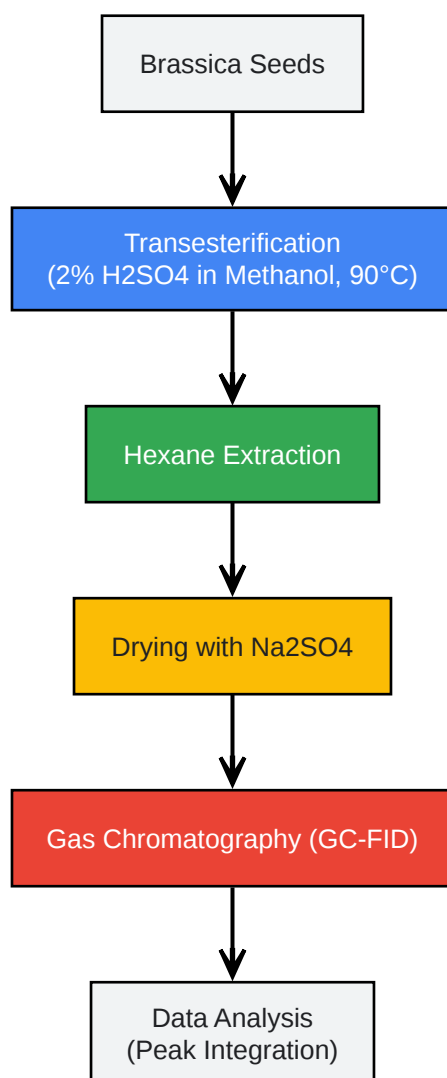 Brassica Seeds
Transesterification
(2% H2SO4 in Methanol, 90°C)
Hexane Extraction
Drying with Na2SO4
Gas Chromatography (GC-FID)
Data Analysis
(Peak Integration)